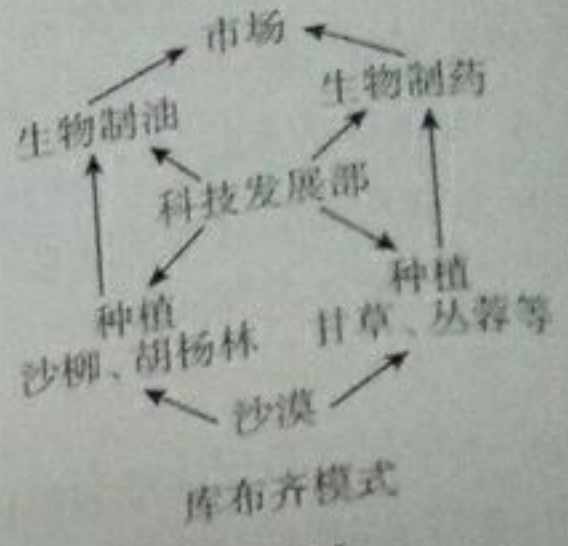 市场
生物制油
生物制药
科技发展部
种植
沙柳、胡杨林
种植
甘草、丛蓉等
沙漠
库布齐模式